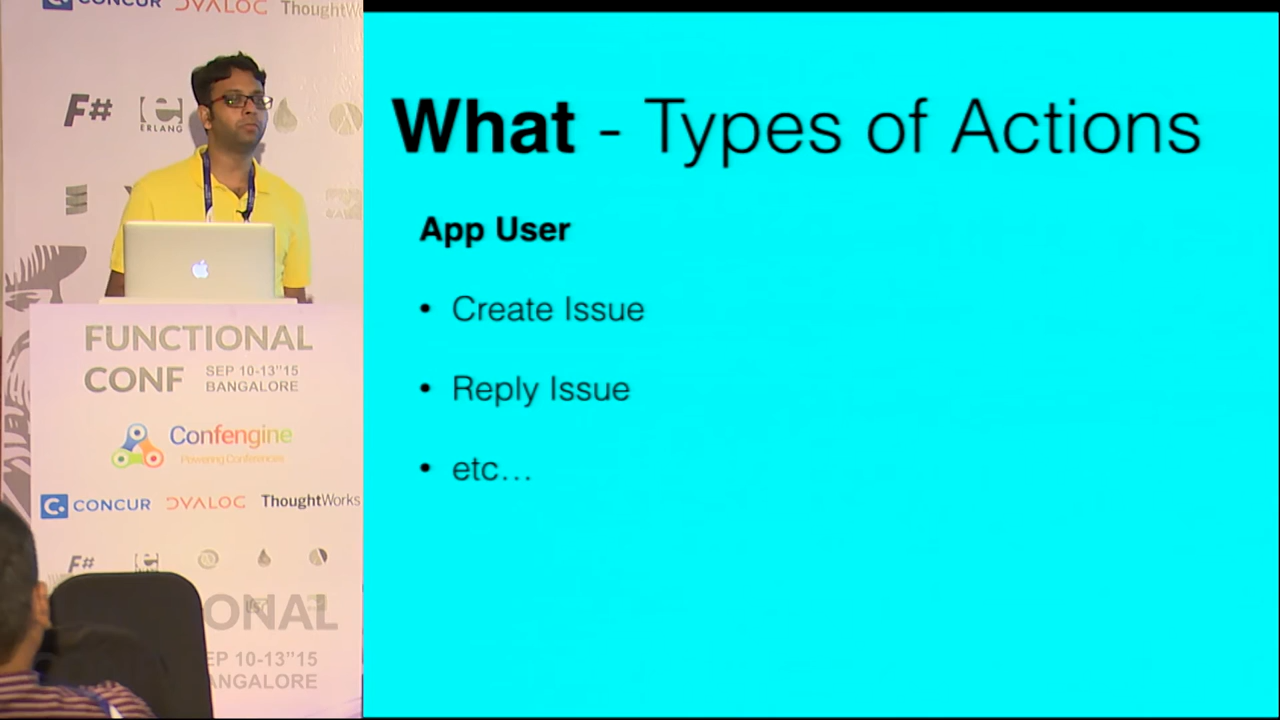 CONCUR DVALOC ThoughtWo
F# ERLANG
FUNCTIONAL
CONF SEP 10-13"15
BANGALORE
Confengine
Powering Conferences
CONCUR DVALOC ThoughtWorks
F#
ONAL
EP 10-13"15
ANGALORE
What - Types of Actions
App User
• Create Issue
• Reply Issue
• etc...